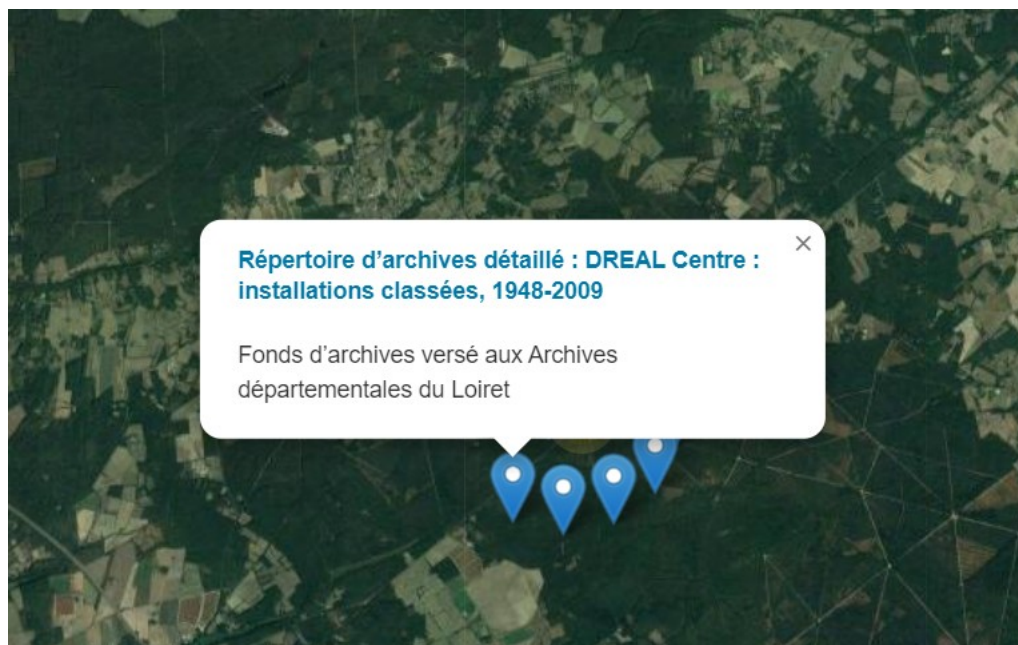 Répertoire d’archives détaillé : DREAL Centre :
installations classées, 1948-2009
Fonds d’archives versé aux Archives
départementales du Loiret